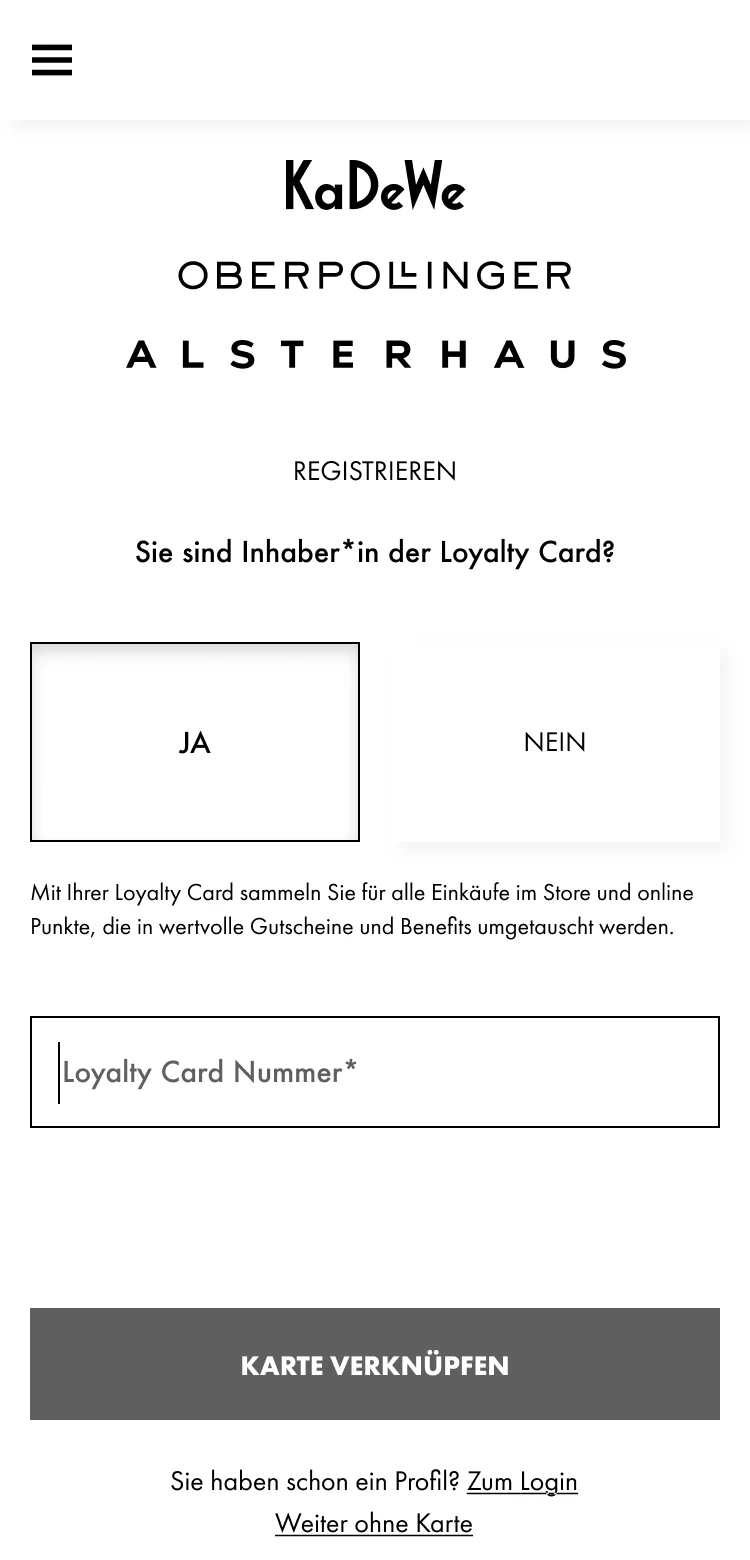 KaDeWe
OBERPOLLINGER
ALSTERHAUS
REGISTRIEREN
Sie sind Inhaber*in der Loyalty Card?
JA
NEIN
Mit Ihrer Loyalty Card sammeln Sie für alle Einkäufe im Store und online
Punkte, die in wertvolle Gutscheine und Benefits umgetauscht werden.
Loyalty Card Nummer*
KARTE VERKNÜPFEN
Sie haben schon ein Profil? Zum Login
Weiter ohne Karte